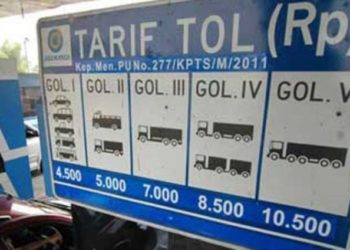 TARIF TOL (Rp)
Kep.Men.PU No.277/KPTS/M/2011
GOL. I GOL. II GOL. III GOL. IV GOL. V
4.500 5.000 7.000 8.500 10.500